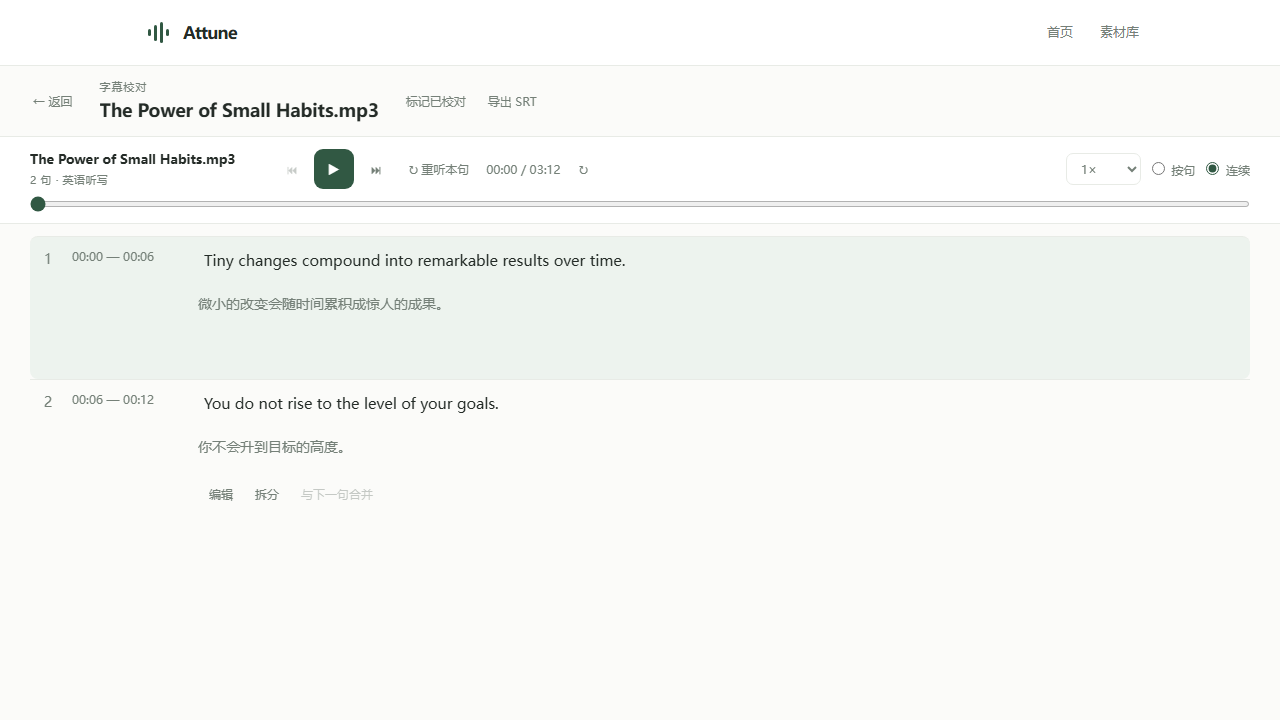 Attune
首页
素材库
← 返回
字幕校对
The Power of Small Habits.mp3
标记已校对
导出 SRT
The Power of Small Habits.mp3
2 句 · 英语听写
↻ 重听本句
00:00 / 03:12
↻
1×
按句
连续
1
00:00 — 00:06
Tiny changes compound into remarkable results over time.
微小的改变会随时间累积成惊人的成果。
2
00:06 — 00:12
You do not rise to the level of your goals.
你不会升到目标的高度。
编辑
拆分
与下一句合并